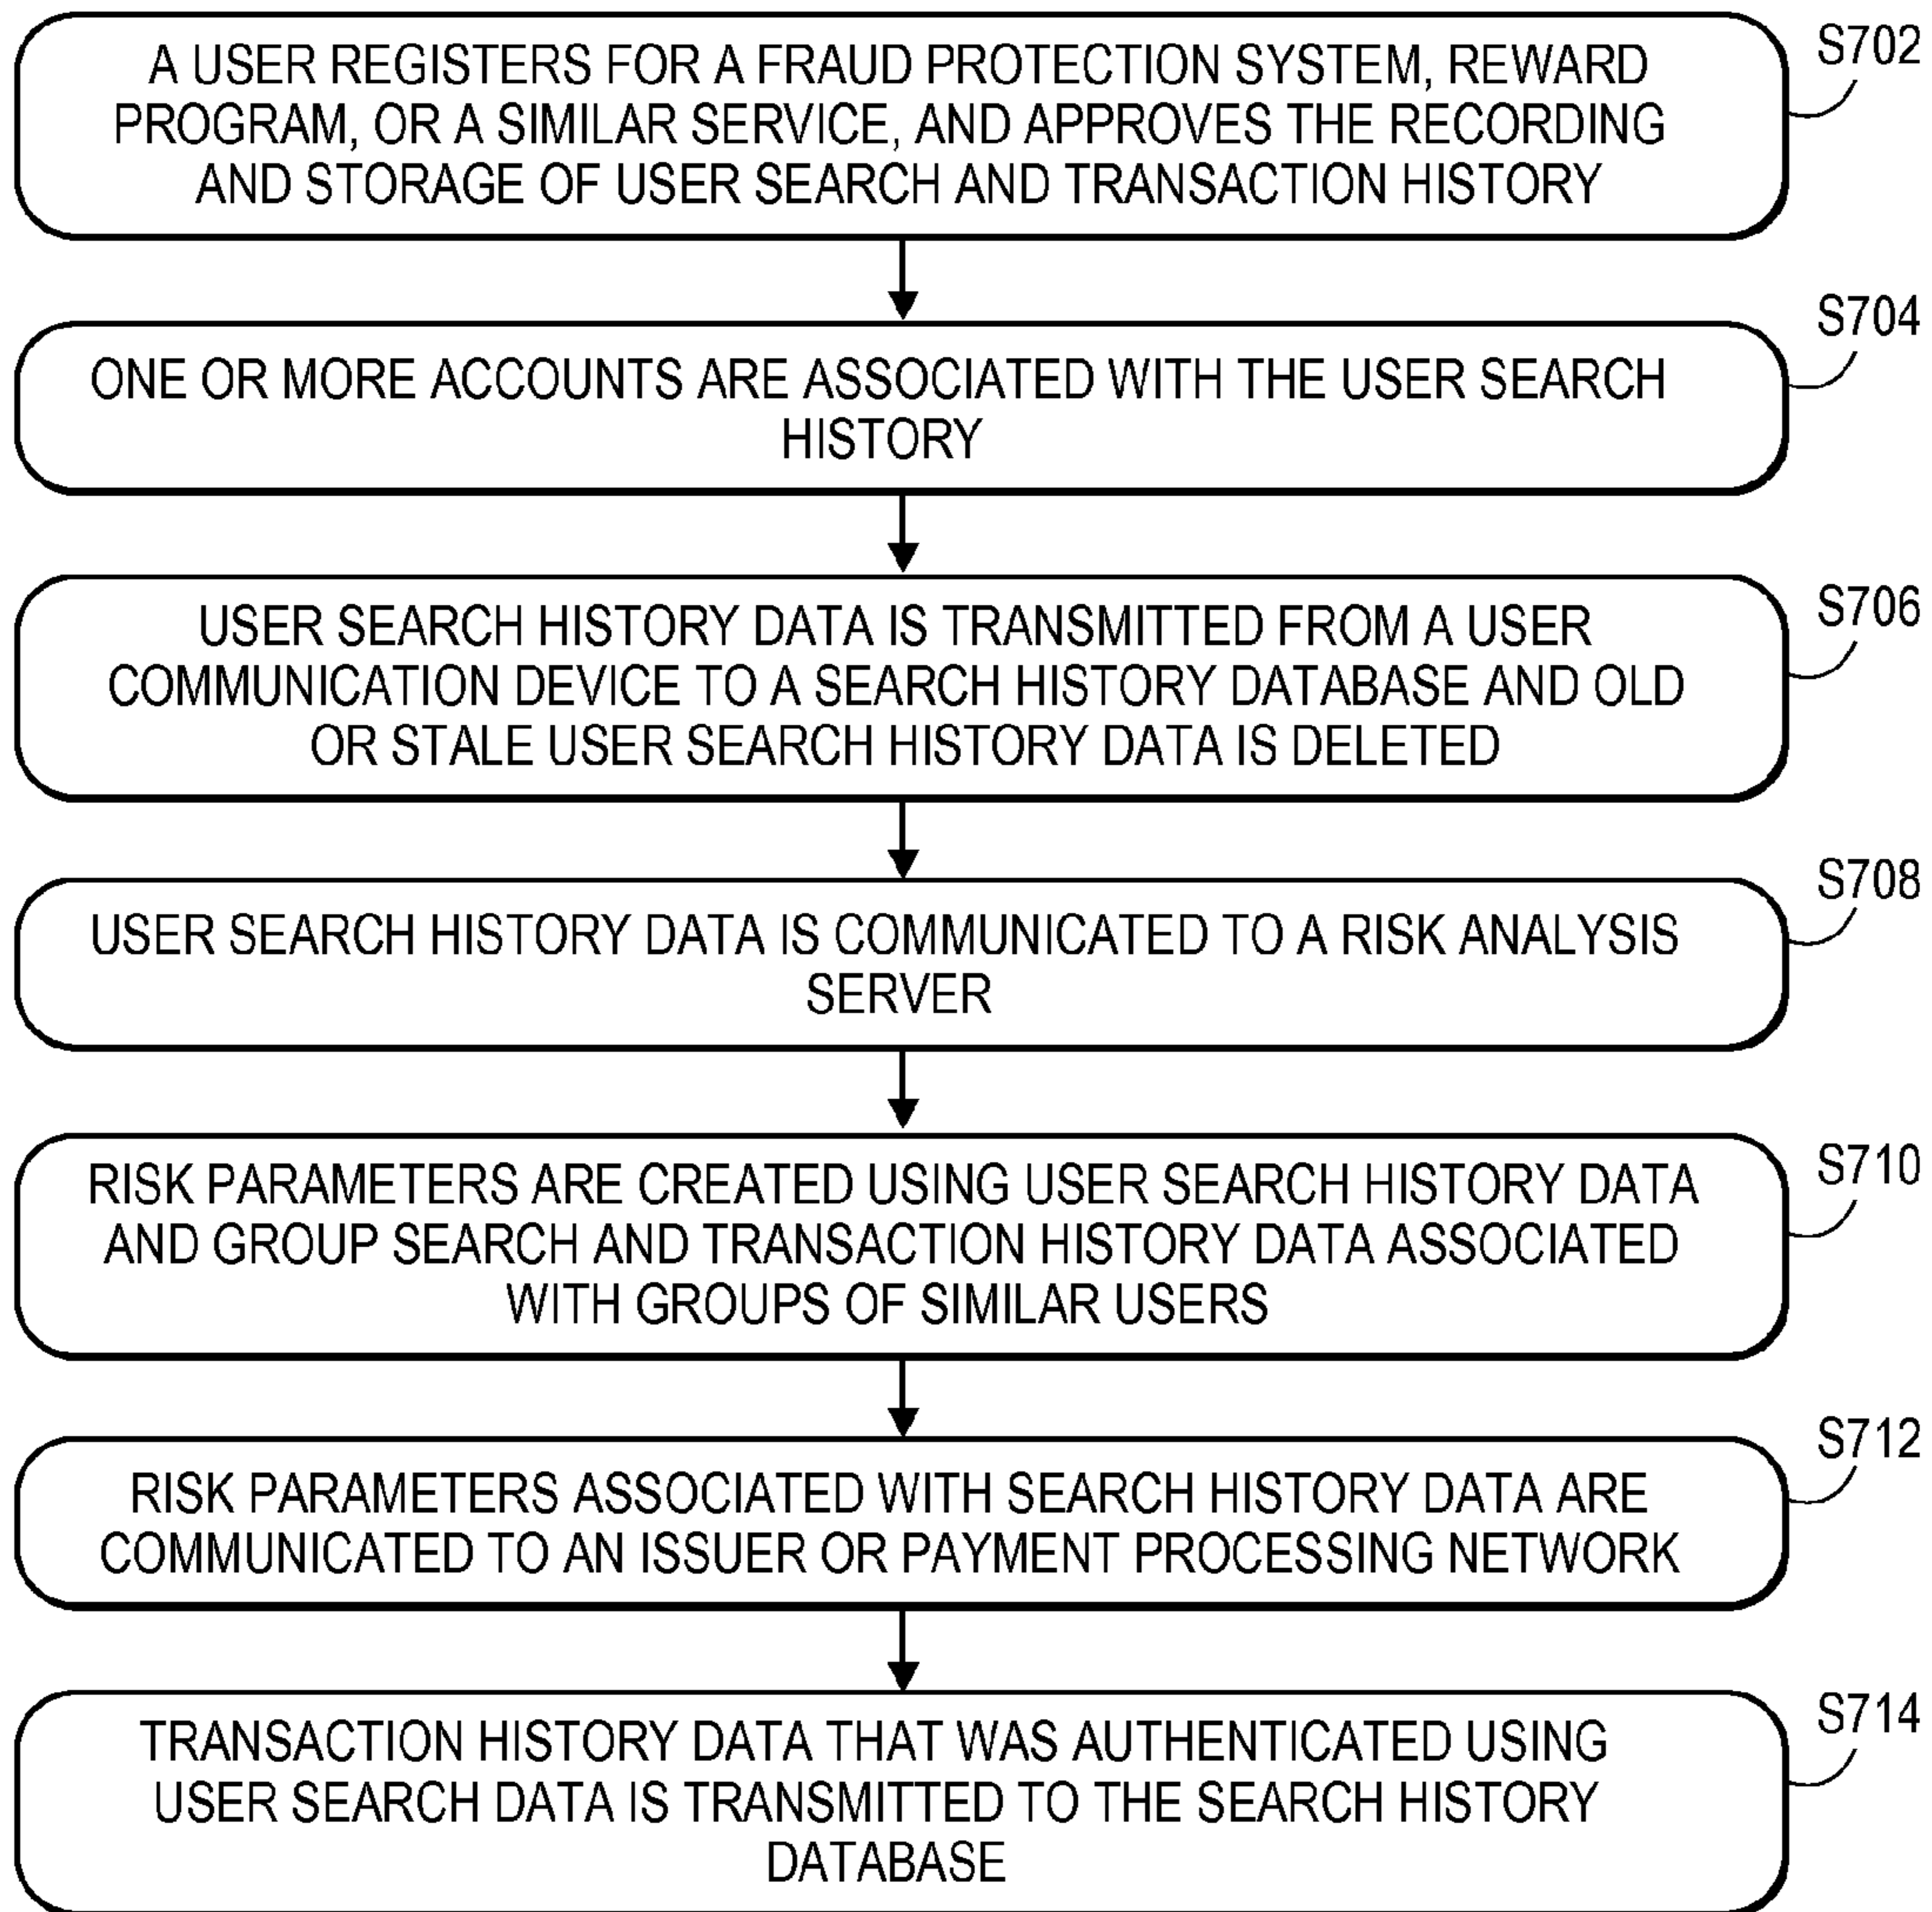 A USER REGISTERS FOR A FRAUD PROTECTION SYSTEM, REWARD
PROGRAM, OR A SIMILAR SERVICE, AND APPROVES THE RECORDING
AND STORAGE OF USER SEARCH AND TRANSACTION HISTORY
S702
ONE OR MORE ACCOUNTS ARE ASSOCIATED WITH THE USER SEARCH
HISTORY
S704
USER SEARCH HISTORY DATA IS TRANSMITTED FROM A USER
COMMUNICATION DEVICE TO A SEARCH HISTORY DATABASE AND OLD
OR STALE USER SEARCH HISTORY DATA IS DELETED
S706
USER SEARCH HISTORY DATA IS COMMUNICATED TO A RISK ANALYSIS
SERVER
S708
RISK PARAMETERS ARE CREATED USING USER SEARCH HISTORY DATA
AND GROUP SEARCH AND TRANSACTION HISTORY DATA ASSOCIATED
WITH GROUPS OF SIMILAR USERS
S710
RISK PARAMETERS ASSOCIATED WITH SEARCH HISTORY DATA ARE
COMMUNICATED TO AN ISSUER OR PAYMENT PROCESSING NETWORK
S712
TRANSACTION HISTORY DATA THAT WAS AUTHENTICATED USING
USER SEARCH DATA IS TRANSMITTED TO THE SEARCH HISTORY
DATABASE
S714